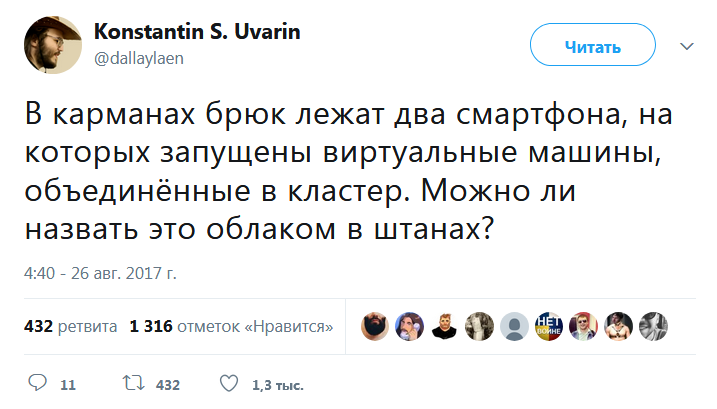 Konstantin S. Uvarin
@dallaylaen
Читать
В карманах брюк лежат два смартфона, на
которых запущены виртуальные машины,
объединённые в кластер. Можно ли
назвать это облаком в штанах?
4:40 - 26 авг. 2017 г.
432 ретвита 1 316 отметок «Нравится»
НЕТ
ВОЙНЕ
11 432 1,3 тыс.